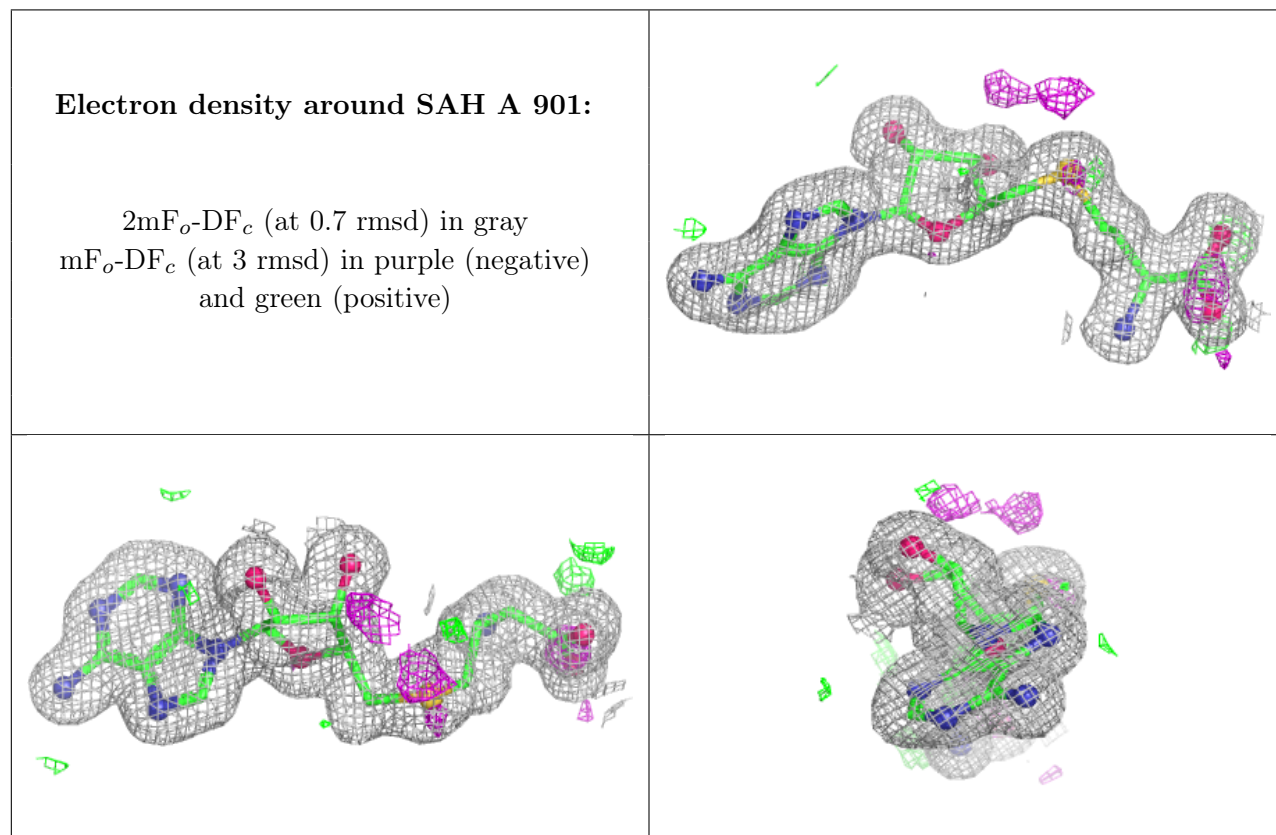 Electron density around SAH A 901:
2mFo-DFc (at 0.7 rmsd) in gray
mFo-DFc (at 3 rmsd) in purple (negative)
and green (positive)